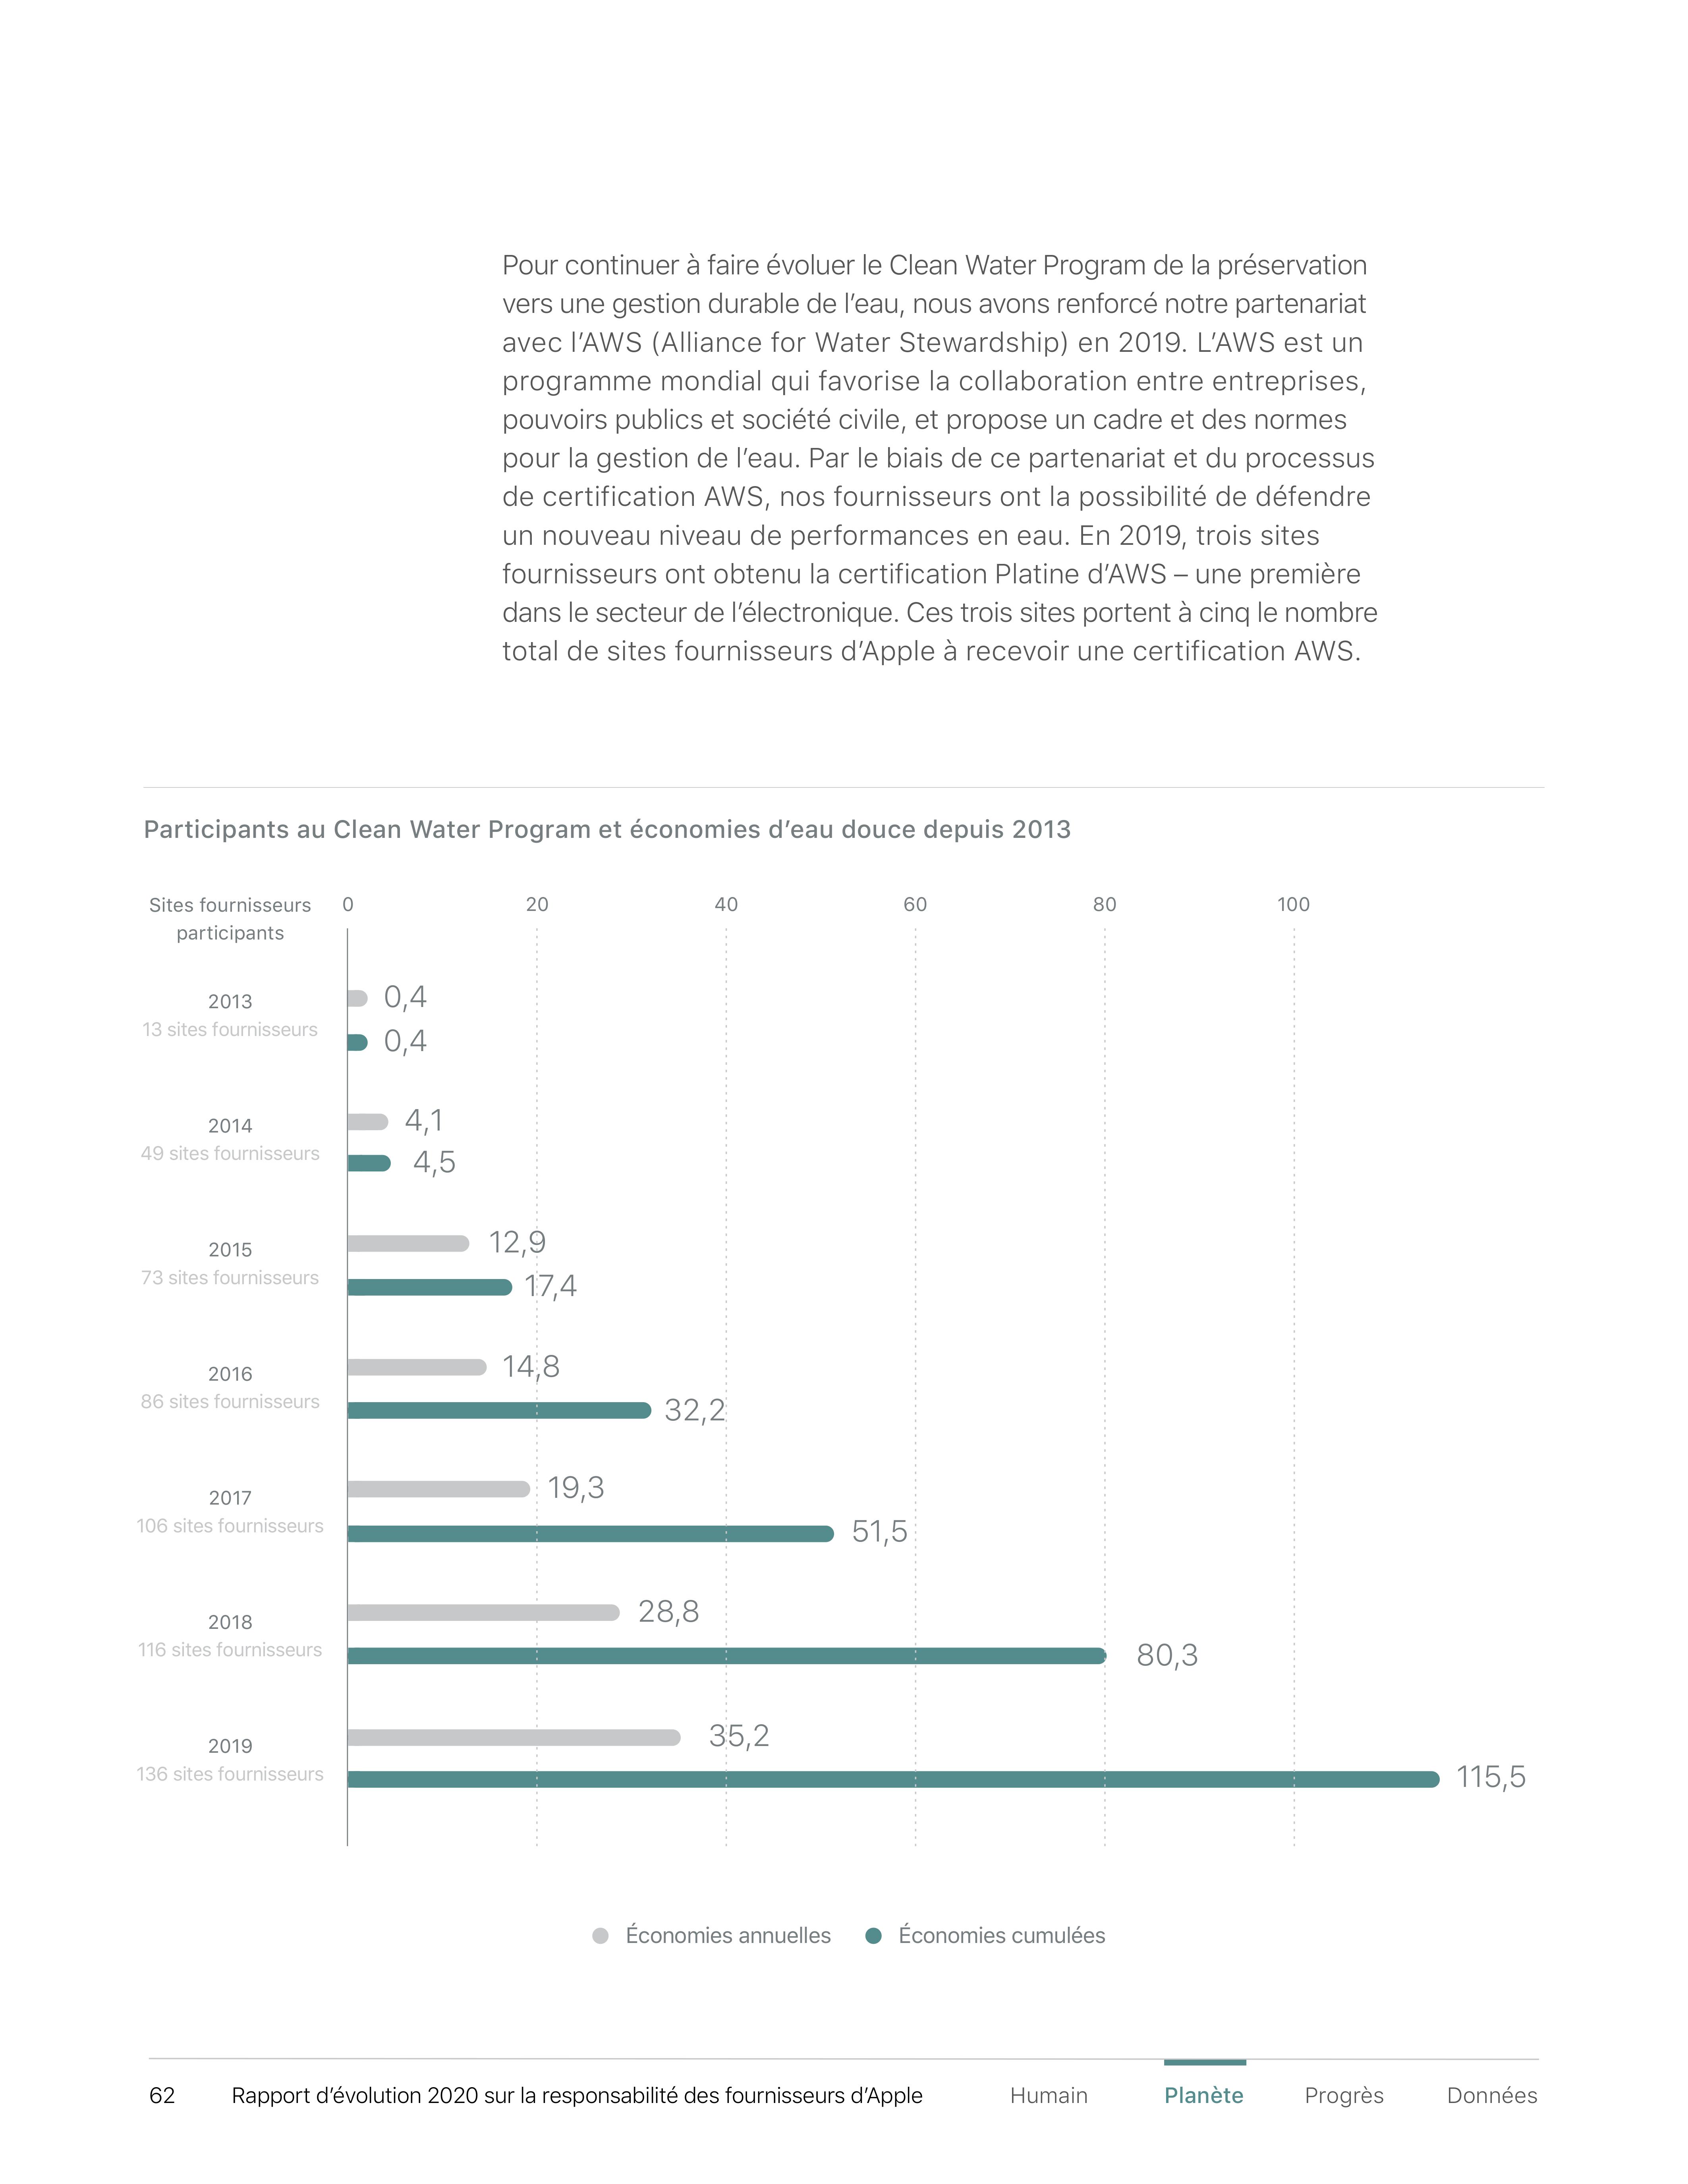 Pour continuer à faire évoluer le Clean Water Program de la préservation
vers une gestion durable de l’eau, nous avons renforcé notre partenariat
avec l’AWS (Alliance for Water Stewardship) en 2019. L’AWS est un
programme mondial qui favorise la collaboration entre entreprises,
pouvoirs publics et société civile, et propose un cadre et des normes
pour la gestion de l’eau. Par le biais de ce partenariat et du processus
de certification AWS, nos fournisseurs ont la possibilité de défendre
un nouveau niveau de performances en eau. En 2019, trois sites
fournisseurs ont obtenu la certification Platine d’AWS – une première
dans le secteur de l’électronique. Ces trois sites portent à cinq le nombre
total de sites fournisseurs d’Apple à recevoir une certification AWS.
Participants au Clean Water Program et économies d’eau douce depuis 2013
Sites fournisseurs
participants
0 20 40 60 80 100
2013
13 sites fournisseurs
0,4
0,4
2014
49 sites fournisseurs
4,1
4,5
2015
73 sites fournisseurs
12,9
17,4
2016
86 sites fournisseurs
14,8
32,2
2017
106 sites fournisseurs
19,3
51,5
2018
116 sites fournisseurs
28,8
80,3
2019
136 sites fournisseurs
35,2
115,5
Économies annuelles Économies cumulées
62 Rapport d’évolution 2020 sur la responsabilité des fournisseurs d’Apple Humain Planète Progrès Données